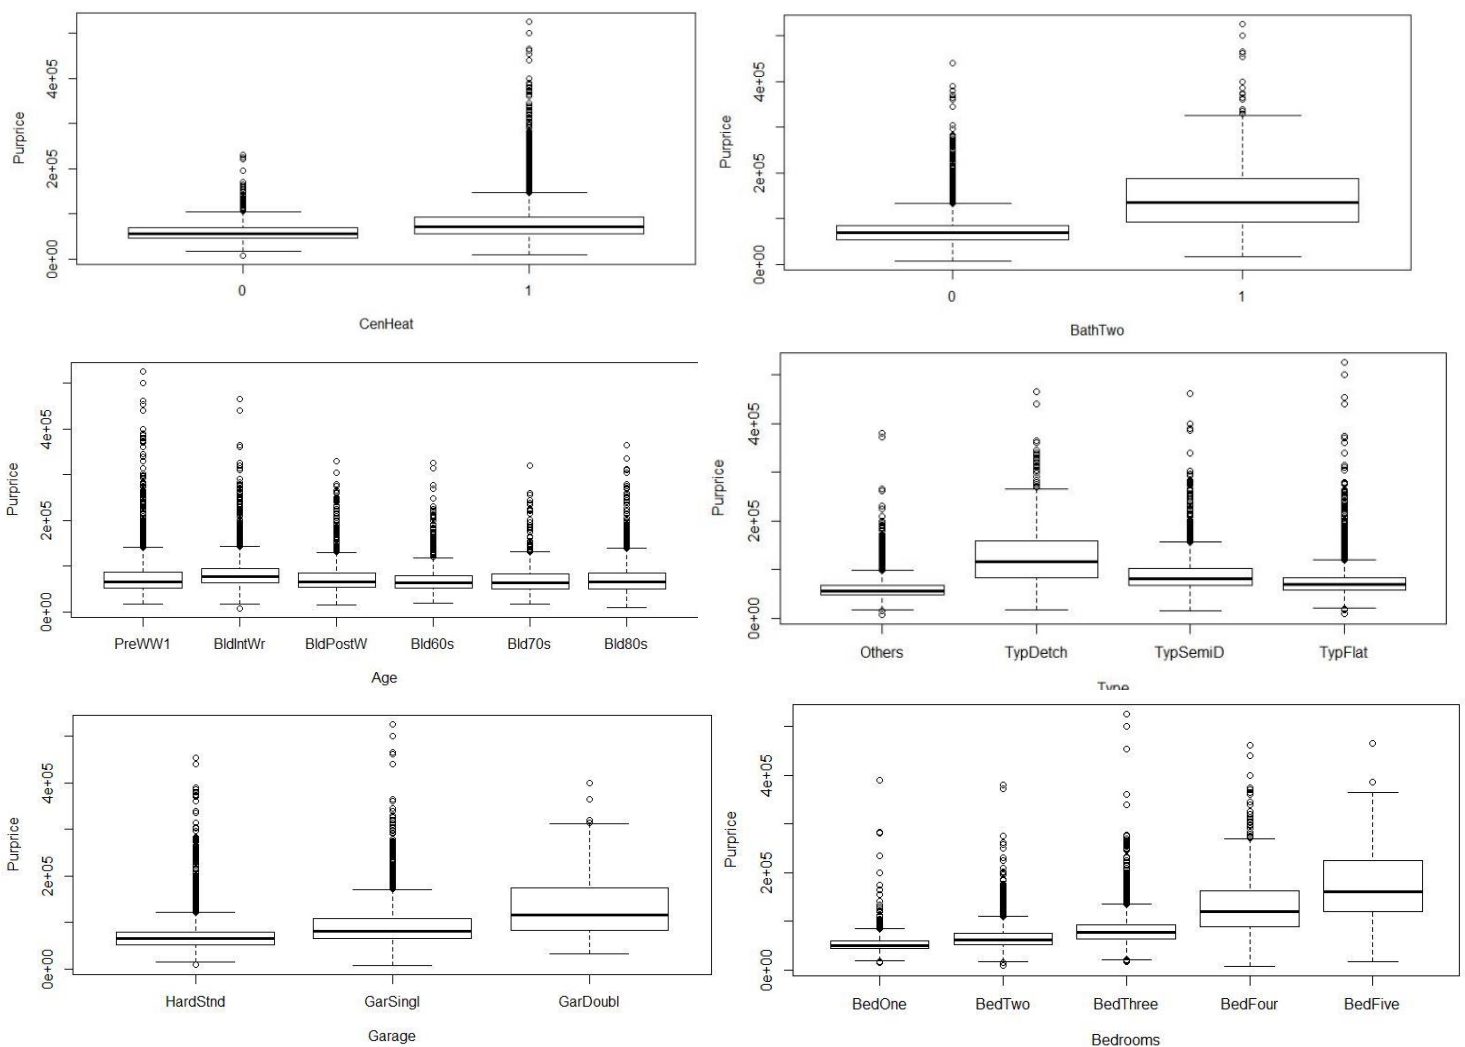 Purprice
0e+00 2e+05 4e+05
0 1
CenHeat
Purprice
0e+00 2e+05 4e+05
0 1
BathTwo
Purprice
0e+00 2e+05 4e+05
PreWW1 BldIntWr BldPostW Bld60s Bld70s Bld80s
Age
Purprice
0e+00 2e+05 4e+05
Others TypDetch TypSemiD TypFlat
Type
Purprice
0e+00 2e+05 4e+05
HardStnd GarSingl GarDoubl
Garage
Purprice
0e+00 2e+05 4e+05
BedOne BedTwo BedThree BedFour BedFive
Bedrooms